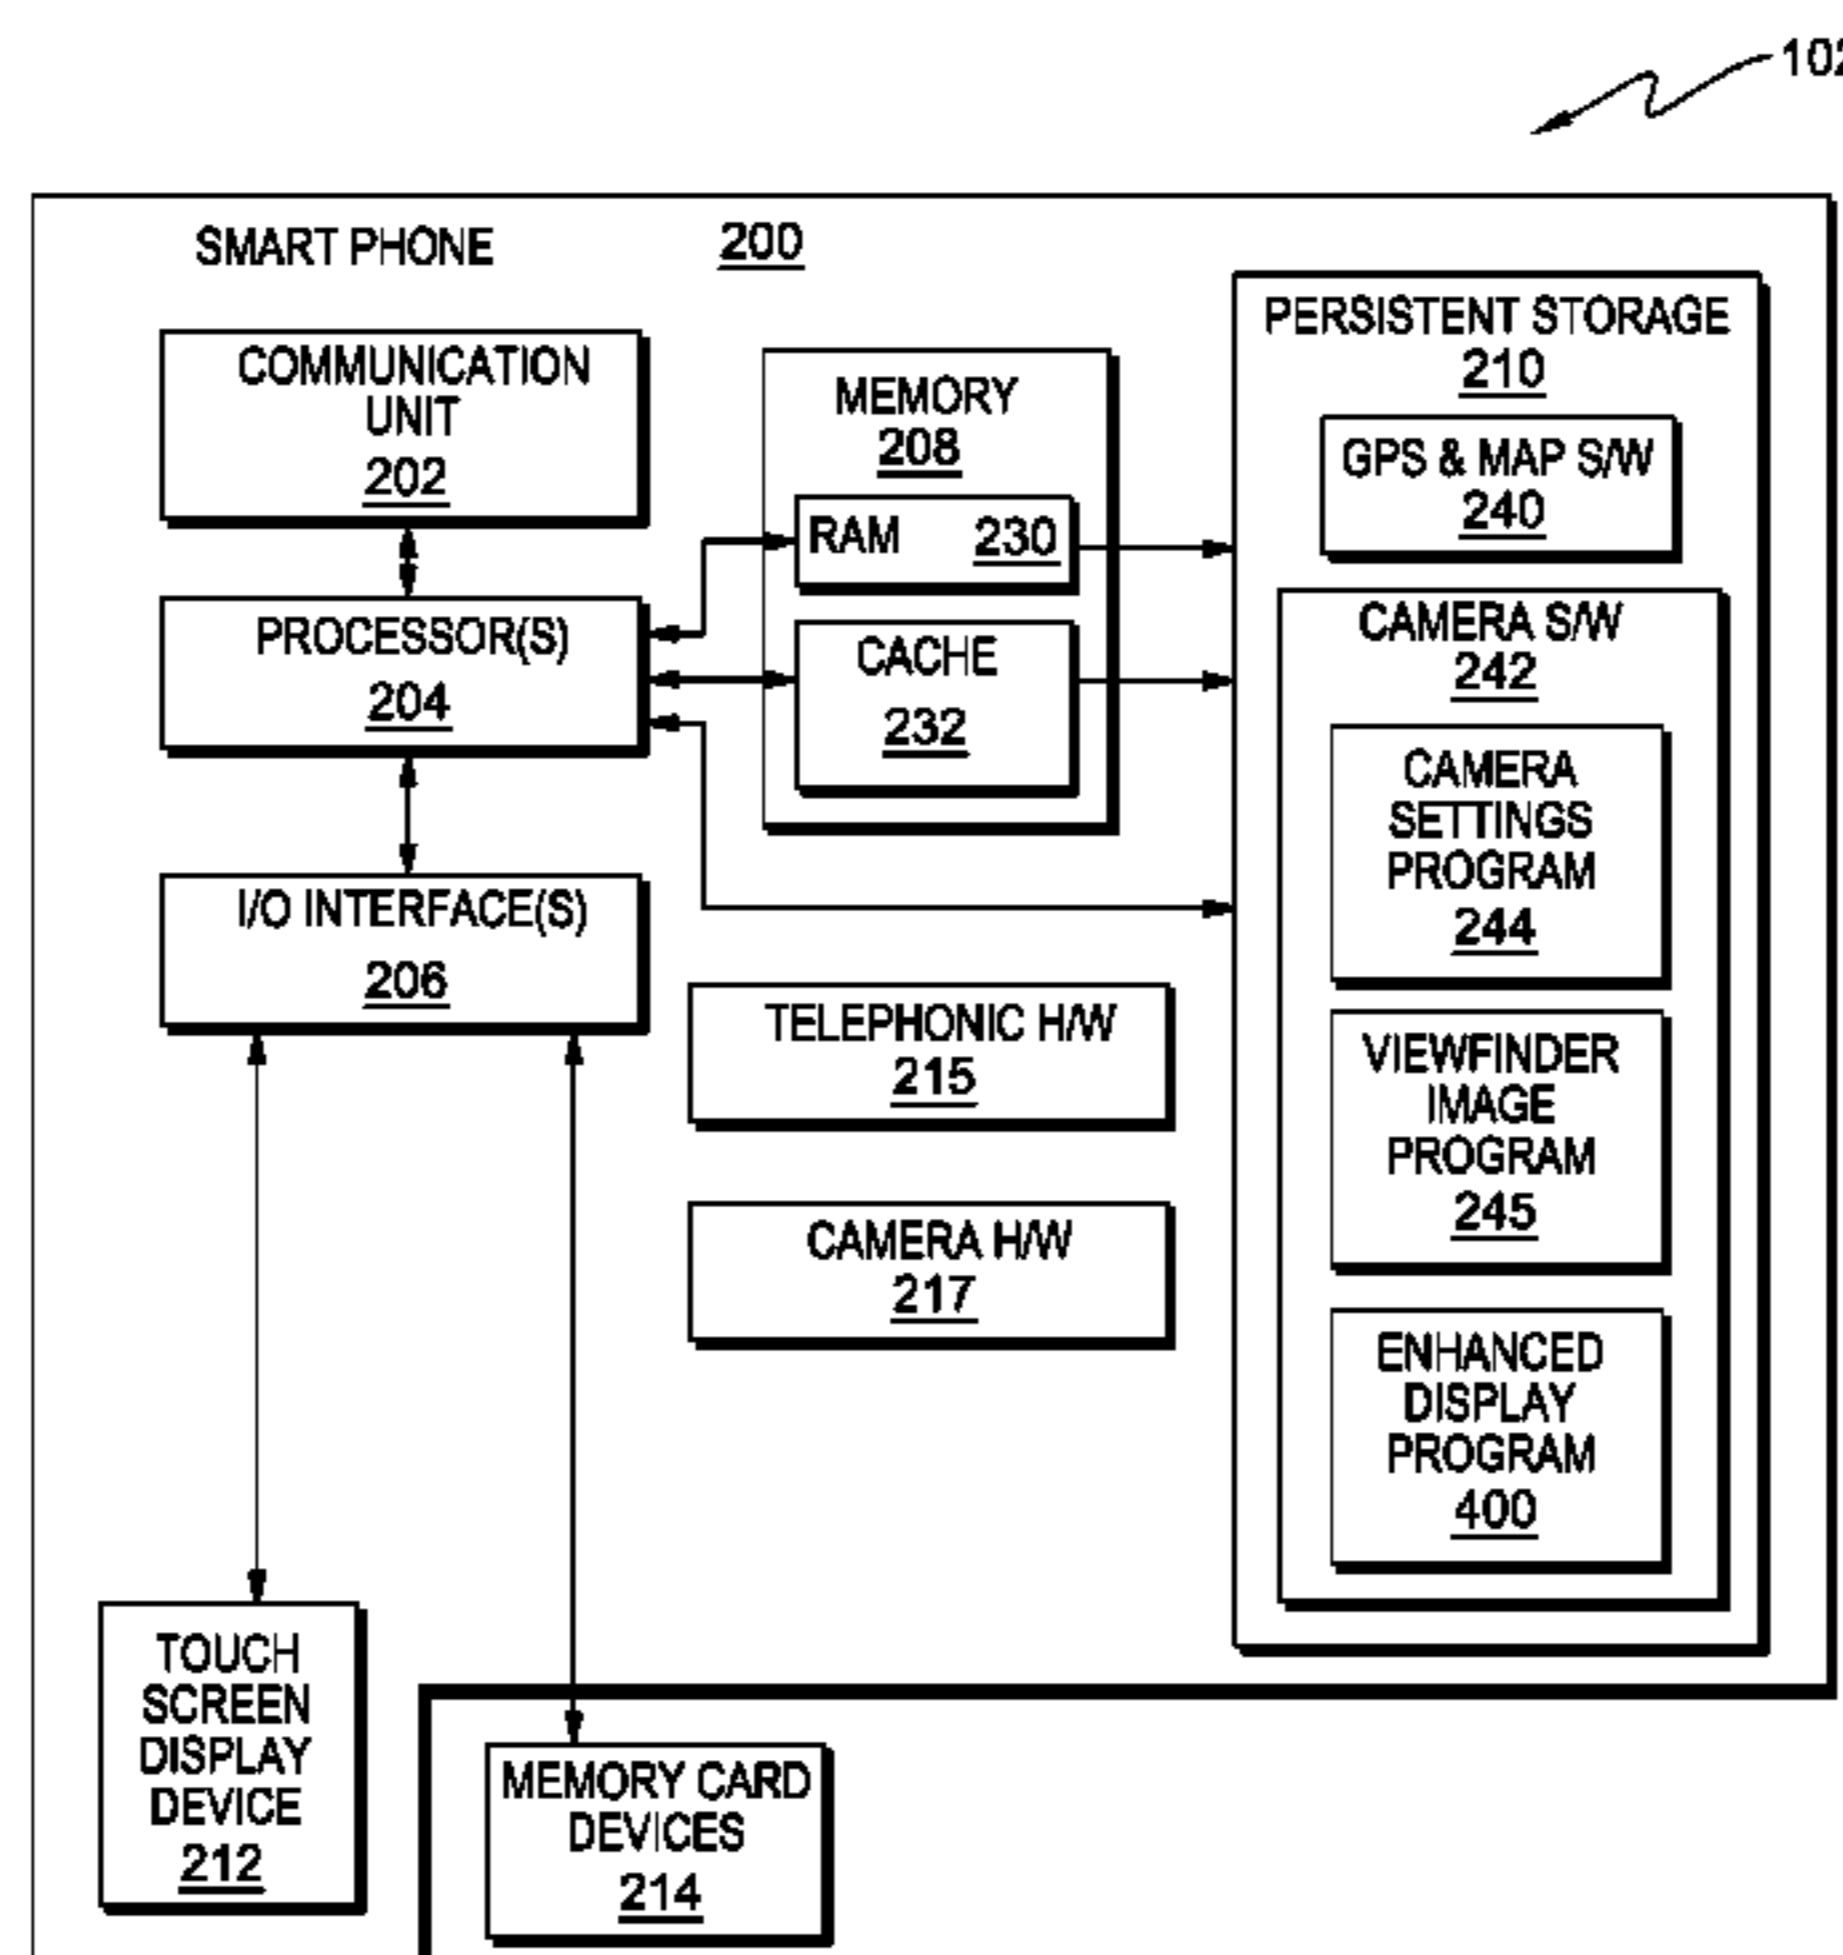 102
SMART PHONE 200
COMMUNICATION
UNIT
202
PROCESSOR(S)
204
I/O INTERFACE(S)
206
MEMORY
208
RAM 230
CACHE
232
TELEPHONIC H/W
215
CAMERA H/W
217
PERSISTENT STORAGE
210
GPS & MAP S/W
240
CAMERA S/W
242
CAMERA
SETTINGS
PROGRAM
244
VIEWFINDER
IMAGE
PROGRAM
245
ENHANCED
DISPLAY
PROGRAM
400
TOUCH
SCREEN
DISPLAY
DEVICE
212
MEMORY CARD
DEVICES
214